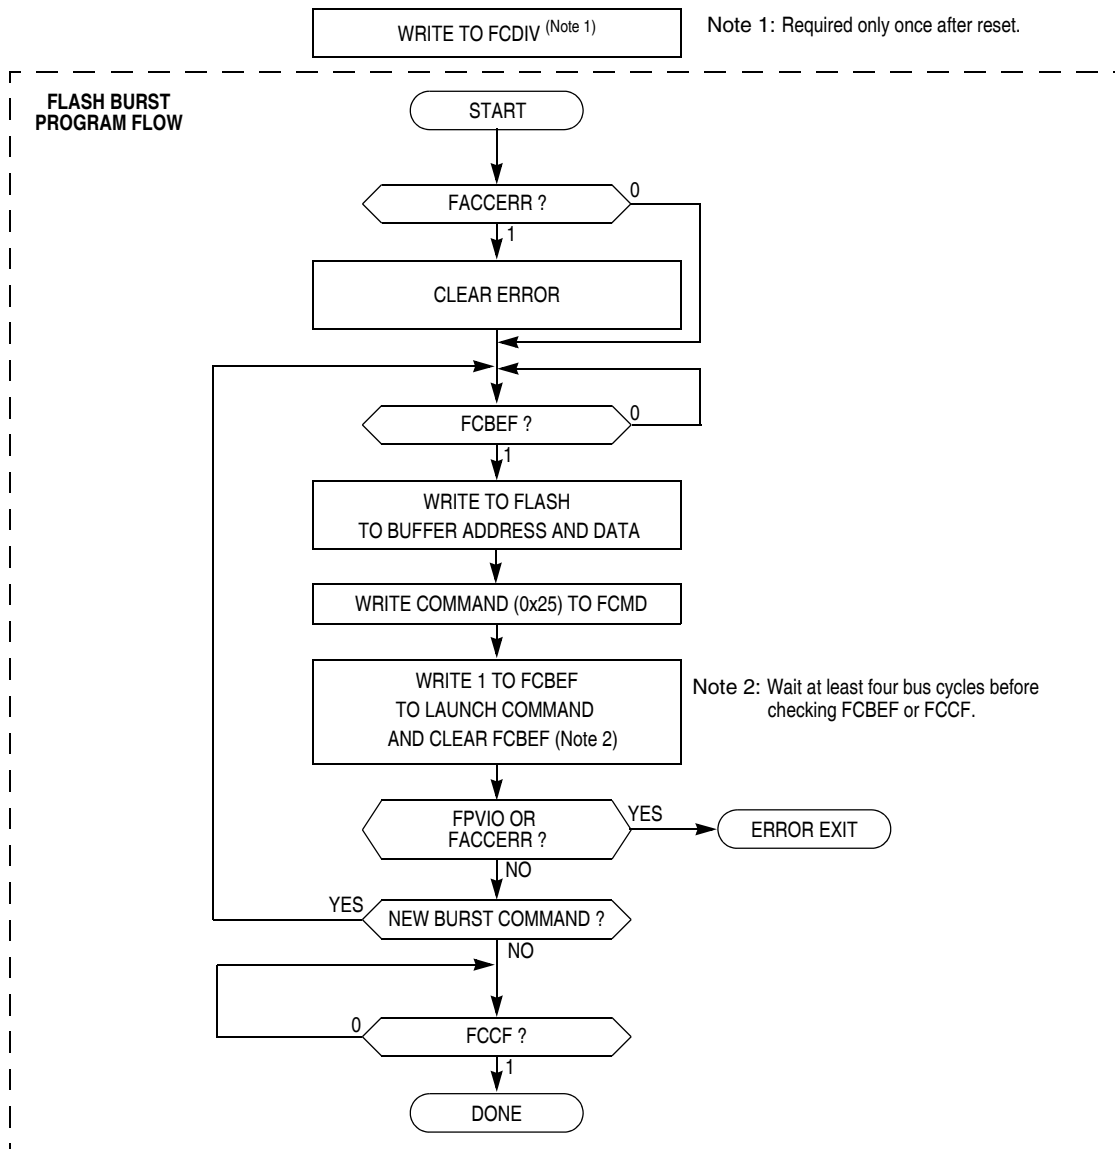 WRITE TO FCDIV (Note 1)
Note 1: Required only once after reset.
FLASH BURST
PROGRAM FLOW
START
FACCERR ?
0
1
CLEAR ERROR
FCBEF ?
0
1
WRITE TO FLASH
TO BUFFER ADDRESS AND DATA
WRITE COMMAND (0x25) TO FCMD
WRITE 1 TO FCBEF
TO LAUNCH COMMAND
AND CLEAR FCBEF (Note 2)
Note 2: Wait at least four bus cycles before
checking FCBEF or FCCF.
FPVIO OR
FACCERR ?
YES
ERROR EXIT
NO
YES
NEW BURST COMMAND ?
NO
0
FCCF ?
1
DONE